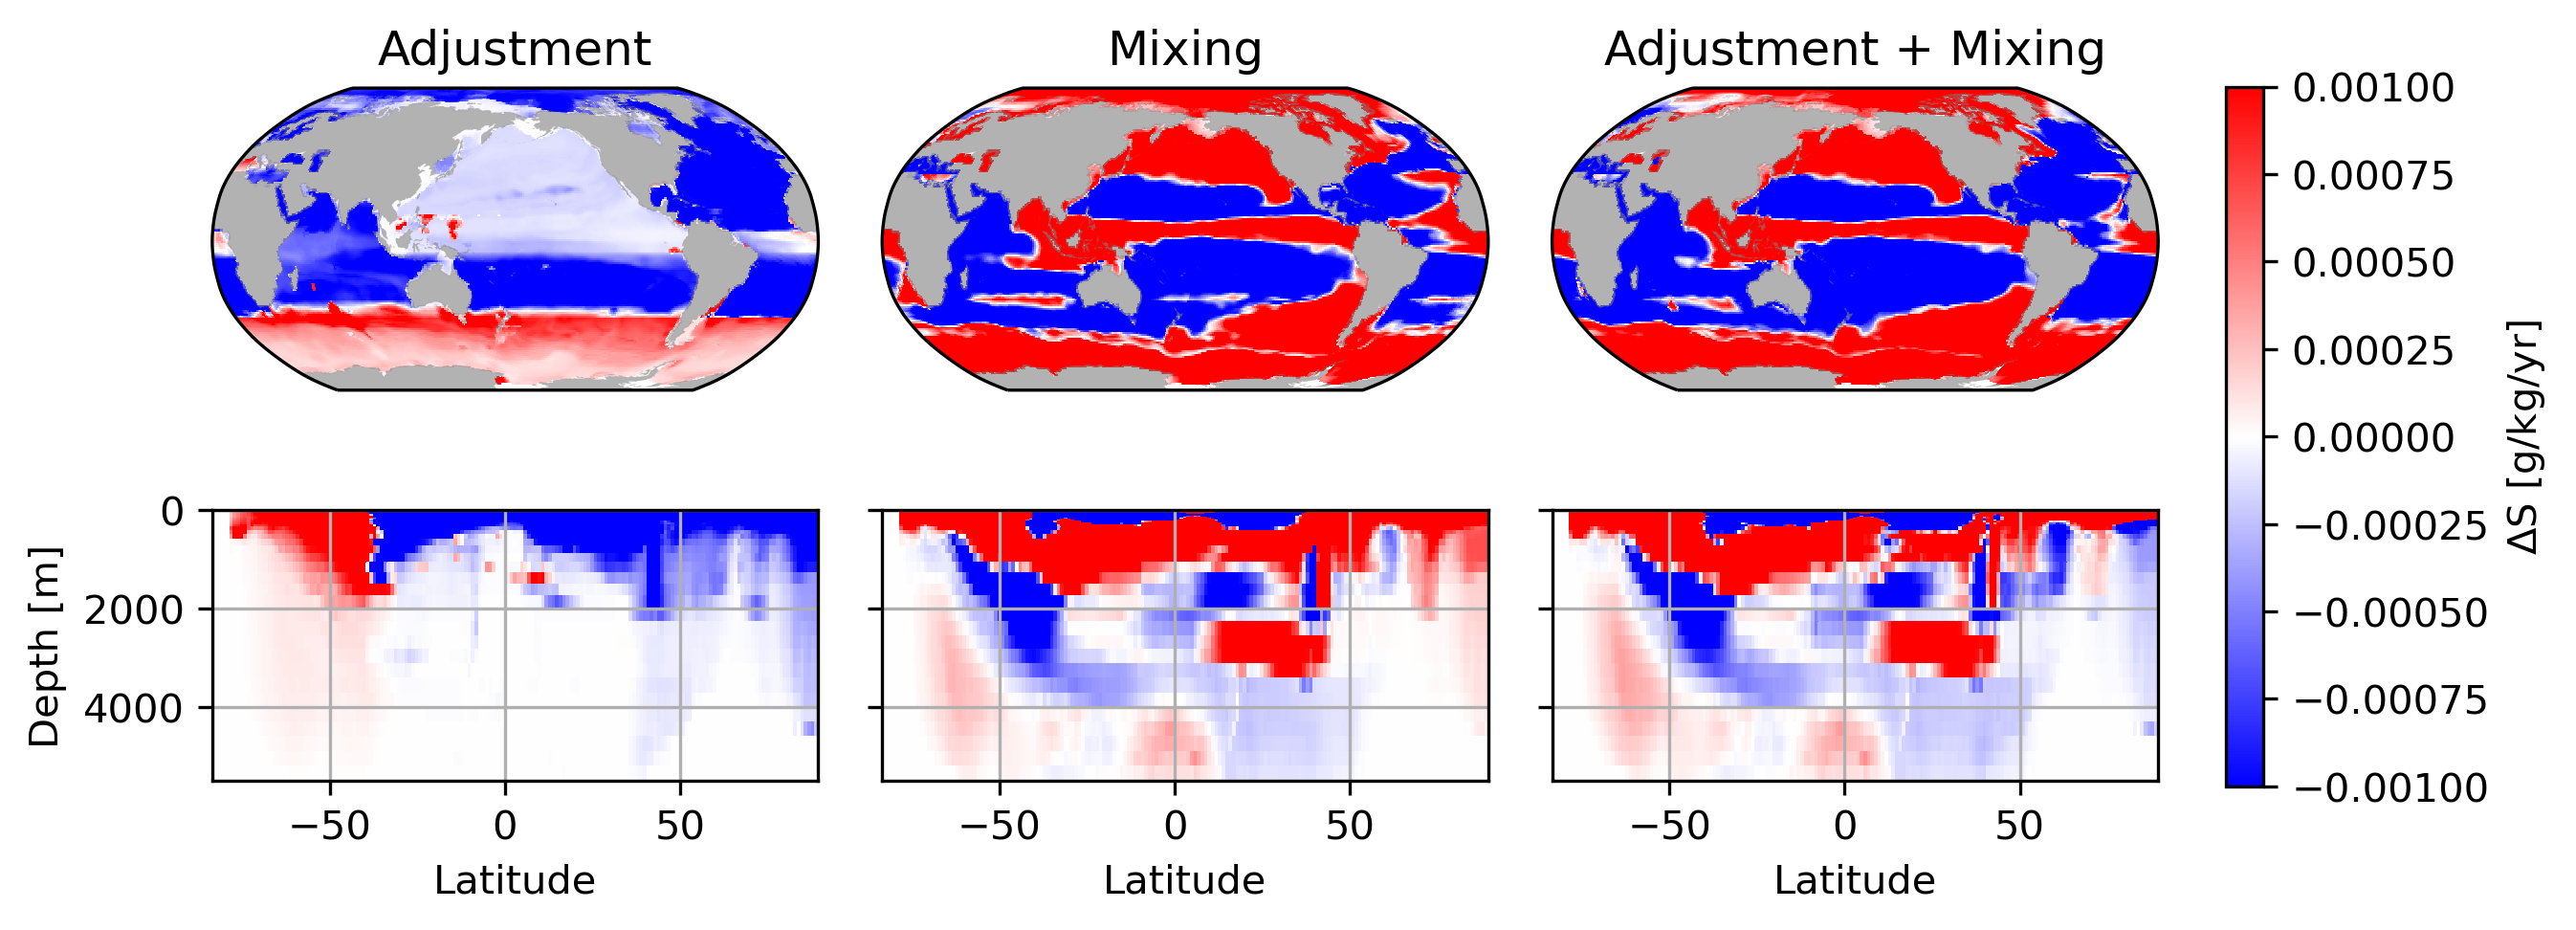 Adjustment
Mixing
Adjustment + Mixing
0.00100
0.00075
0.00050
0.00025
0.00000
−0.00025
−0.00050
−0.00075
−0.00100
ΔS [g/kg/yr]
0
2000
4000
Depth [m]
−50 0 50
−50 0 50
−50 0 50
Latitude
Latitude
Latitude